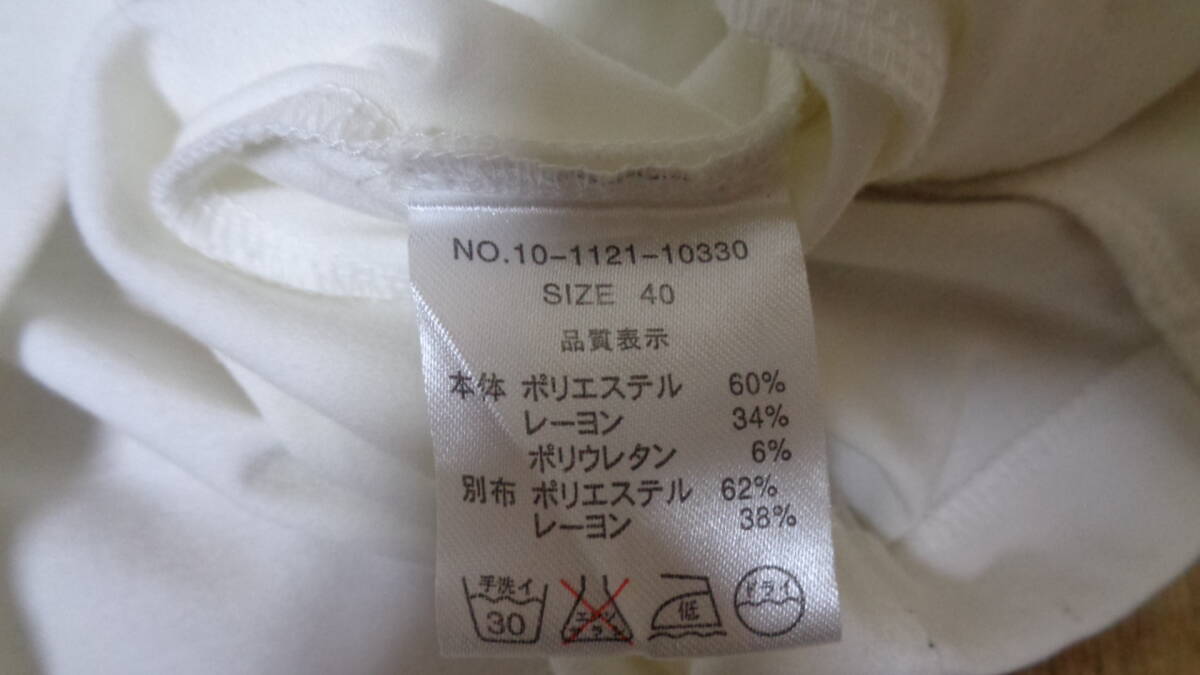 NO.10-1121-10330
SIZE 40
品質表示
本体 ポリエステル 60%
レーヨン 34%
ポリウレタン 6%
別布 ポリエステル 62%
レーヨン 38%
手洗イ 低 ドライ
30